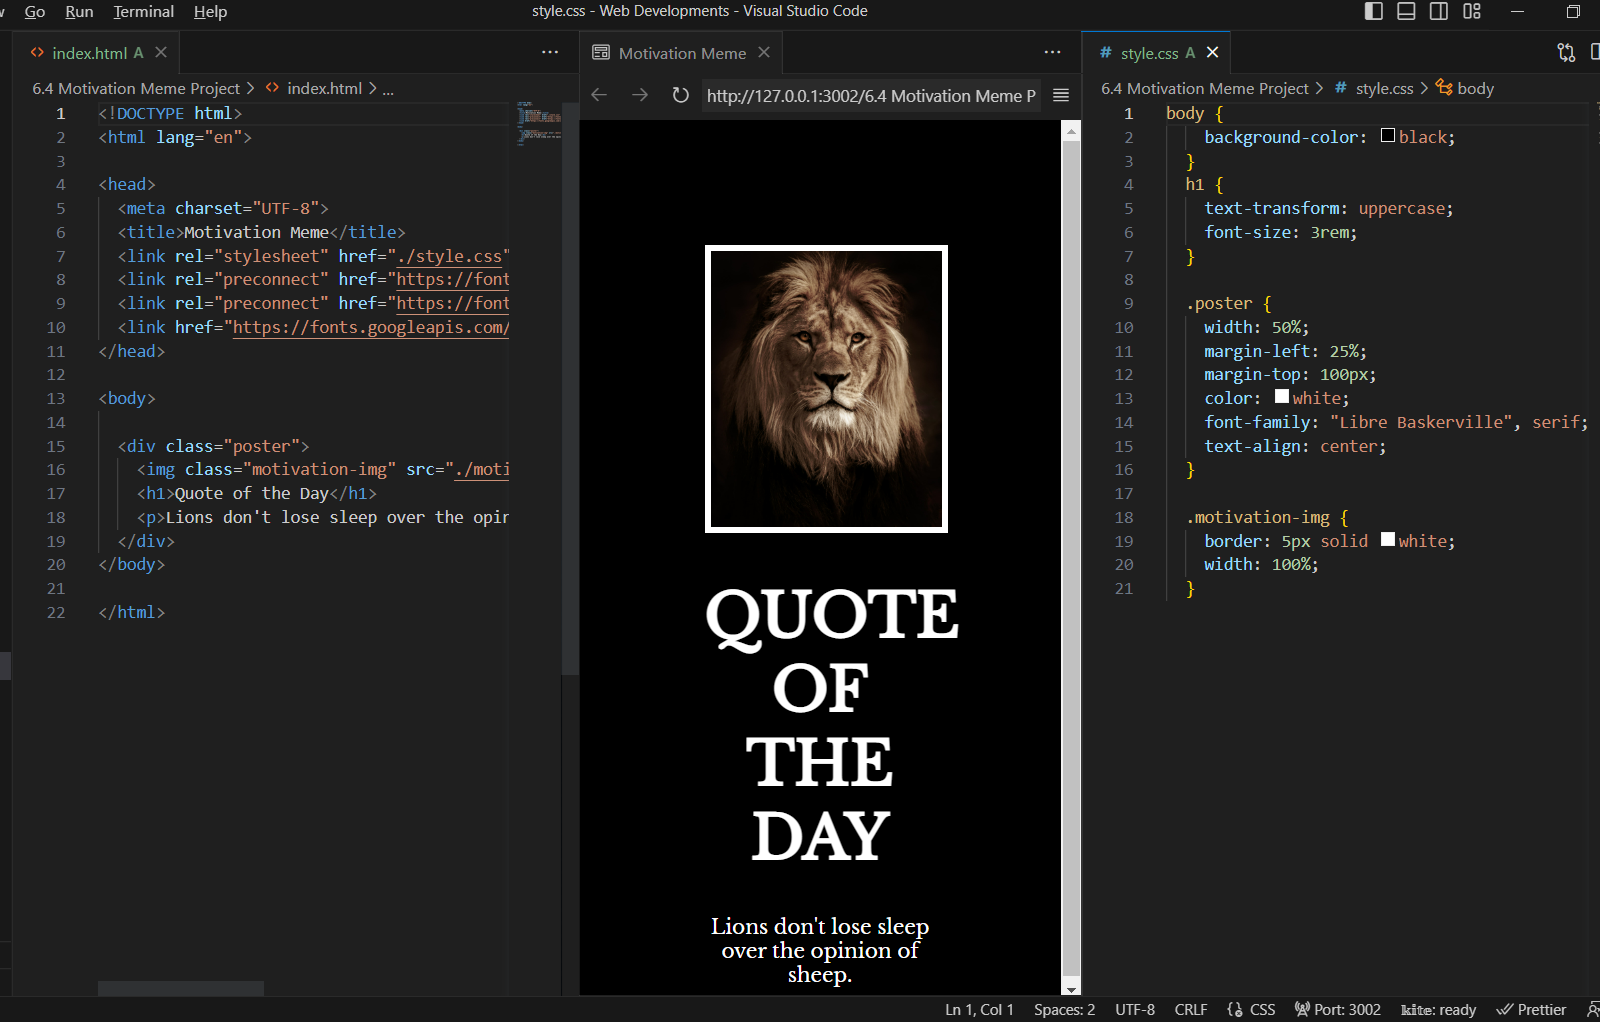 Go Run Terminal Help
style.css - Web Developments - Visual Studio Code
index.html A
6.4 Motivation Meme Project > index.html > ...
1 <!DOCTYPE html>
2 <html lang="en">
3
4 <head>
5 <meta charset="UTF-8">
6 <title>Motivation Meme</title>
7 <link rel="stylesheet" href="./style.css"
8 <link rel="preconnect" href="https://font
9 <link rel="preconnect" href="https://font
10 <link href="https://fonts.googleapis.com/
11 </head>
12
13 <body>
14
15 <div class="poster">
16 <img class="motivation-img" src="./moti
17 <h1>Quote of the Day</h1>
18 <p>Lions don't lose sleep over the opin
19 </div>
20 </body>
21
22 </html>
Motivation Meme
http://127.0.0.1:3002/6.4 Motivation Meme P
QUOTE
OF
THE
DAY
Lions don't lose sleep
over the opinion of
sheep.
# style.css A
6.4 Motivation Meme Project > # style.css > body
1 body {
2 background-color: black;
3 }
4 h1 {
5 text-transform: uppercase;
6 font-size: 3rem;
7 }
8
9 .poster {
10 width: 50%;
11 margin-left: 25%;
12 margin-top: 100px;
13 color: white;
14 font-family: "Libre Baskerville", serif;
15 text-align: center;
16 }
17
18 .motivation-img {
19 border: 5px solid white;
20 width: 100%;
21 }
Ln 1, Col 1 Spaces: 2 UTF-8 CRLF CSS Port: 3002 kite: ready Prettier